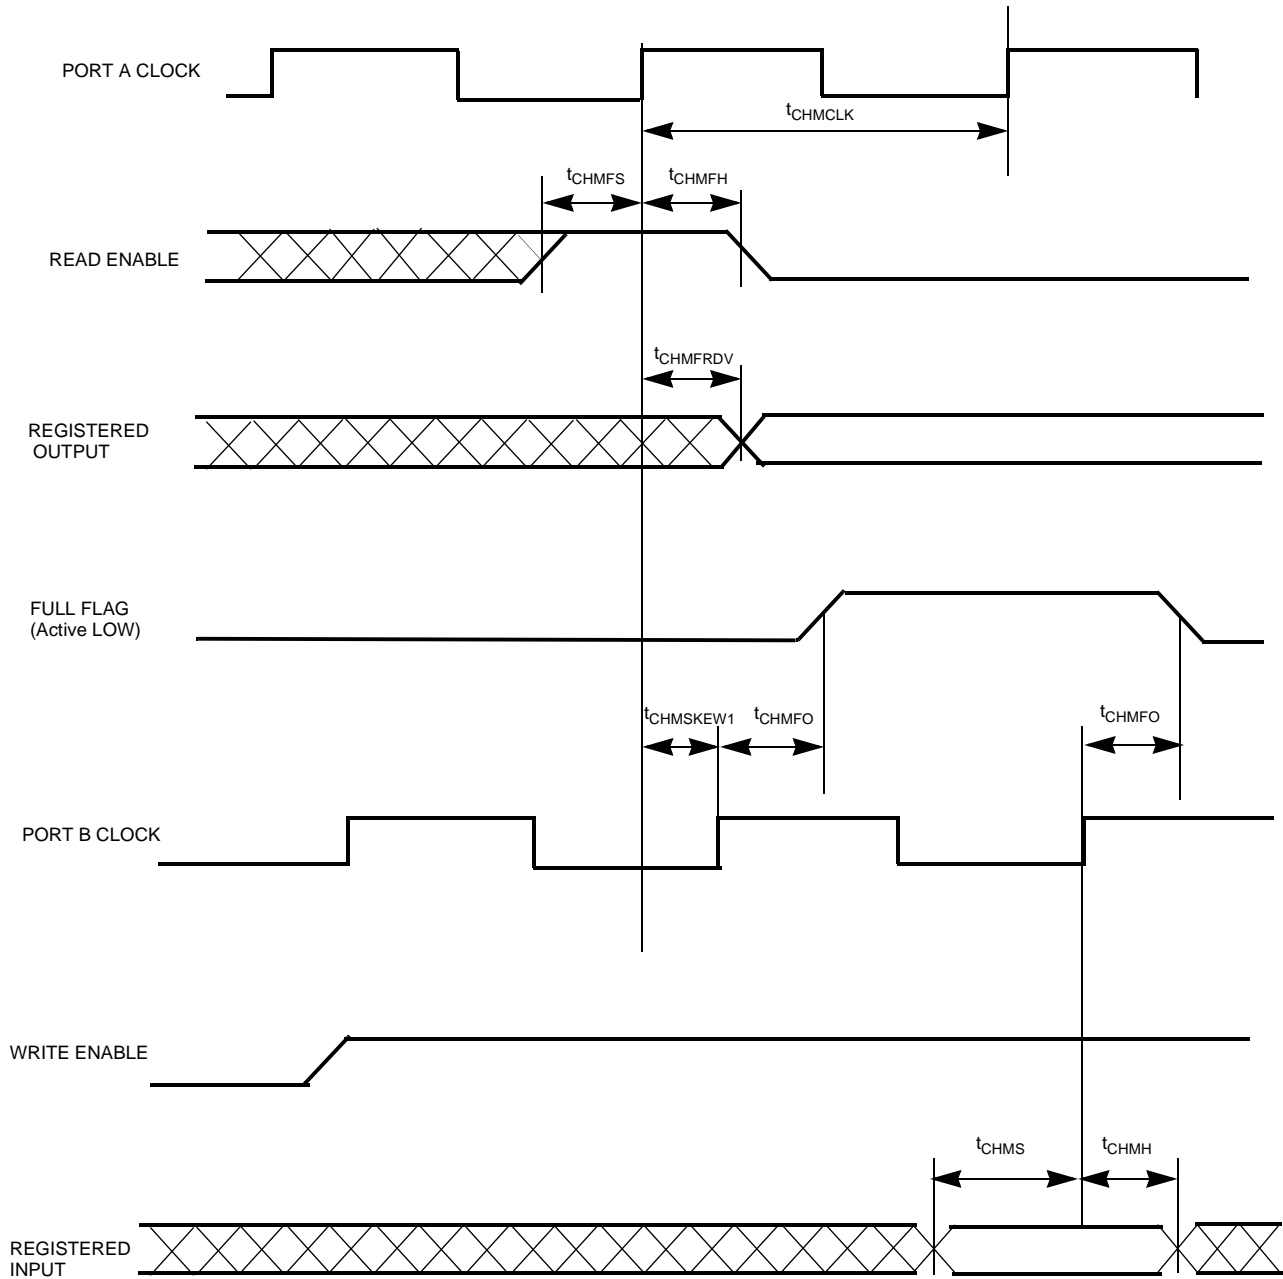 PORT A CLOCK
tCHMCLK
tCHMFS
tCHMFH
READ ENABLE
tCHMFRDV
REGISTERED
OUTPUT
FULL FLAG
(Active LOW)
tCHMSKEW1
tCHMFO
tCHMFO
PORT B CLOCK
WRITE ENABLE
tCHMS
tCHMH
REGISTERED
INPUT